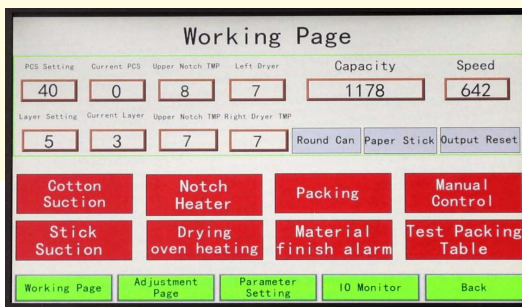 Working Page
PCS Setting Current PCS Upper Notch TMP Left Dryer Capacity Speed
40 0 8 7 1178 642
Layer Setting Current Layer Upper Notch TMP Right Dryer TMP
5 3 7 7 Round Can Paper Stick Output Reset
Cotton Suction
Notch Heater
Packing
Manual Control
Stick Suction
Drying oven heating
Material finish alarm
Test Packing Table
Working Page
Adjustment Page
Parameter Setting
IO Monitor
Back